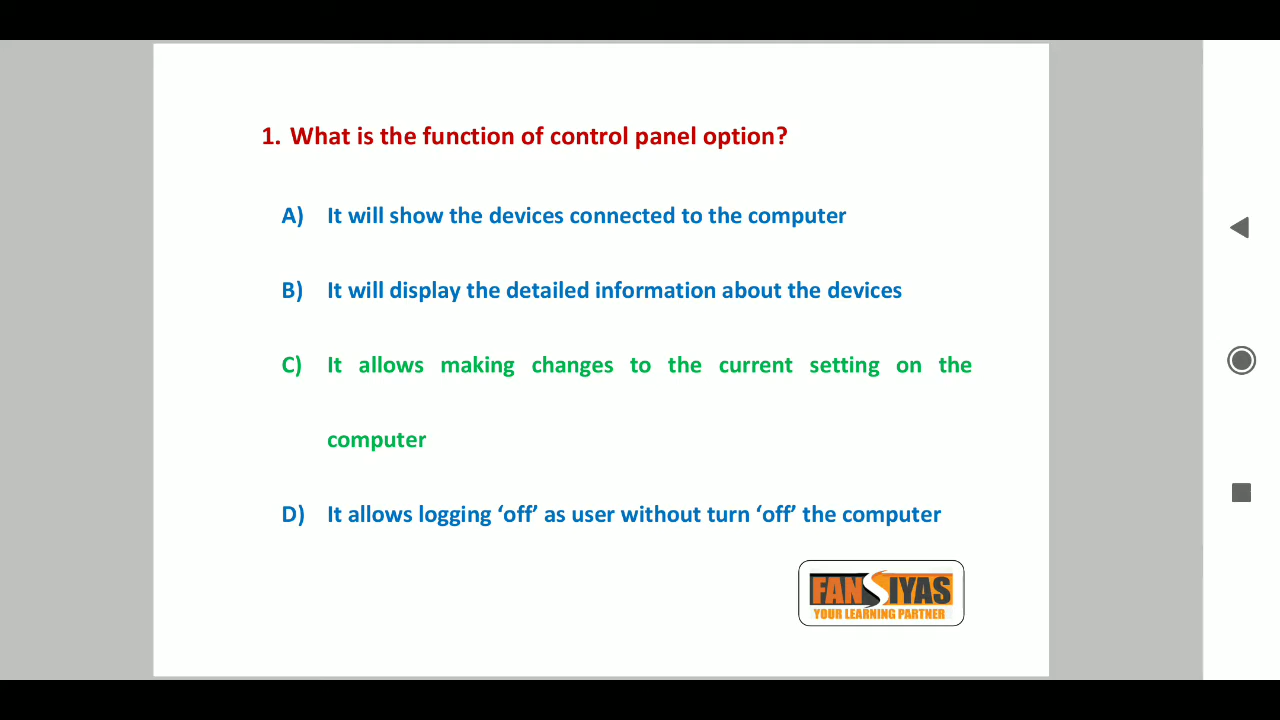 1. What is the function of control panel option?
A) It will show the devices connected to the computer
B) It will display the detailed information about the devices
C) It allows making changes to the current setting on the
computer
D) It allows logging ‘off’ as user without turn ‘off’ the computer
FANSIYAS
YOUR LEARNING PARTNER